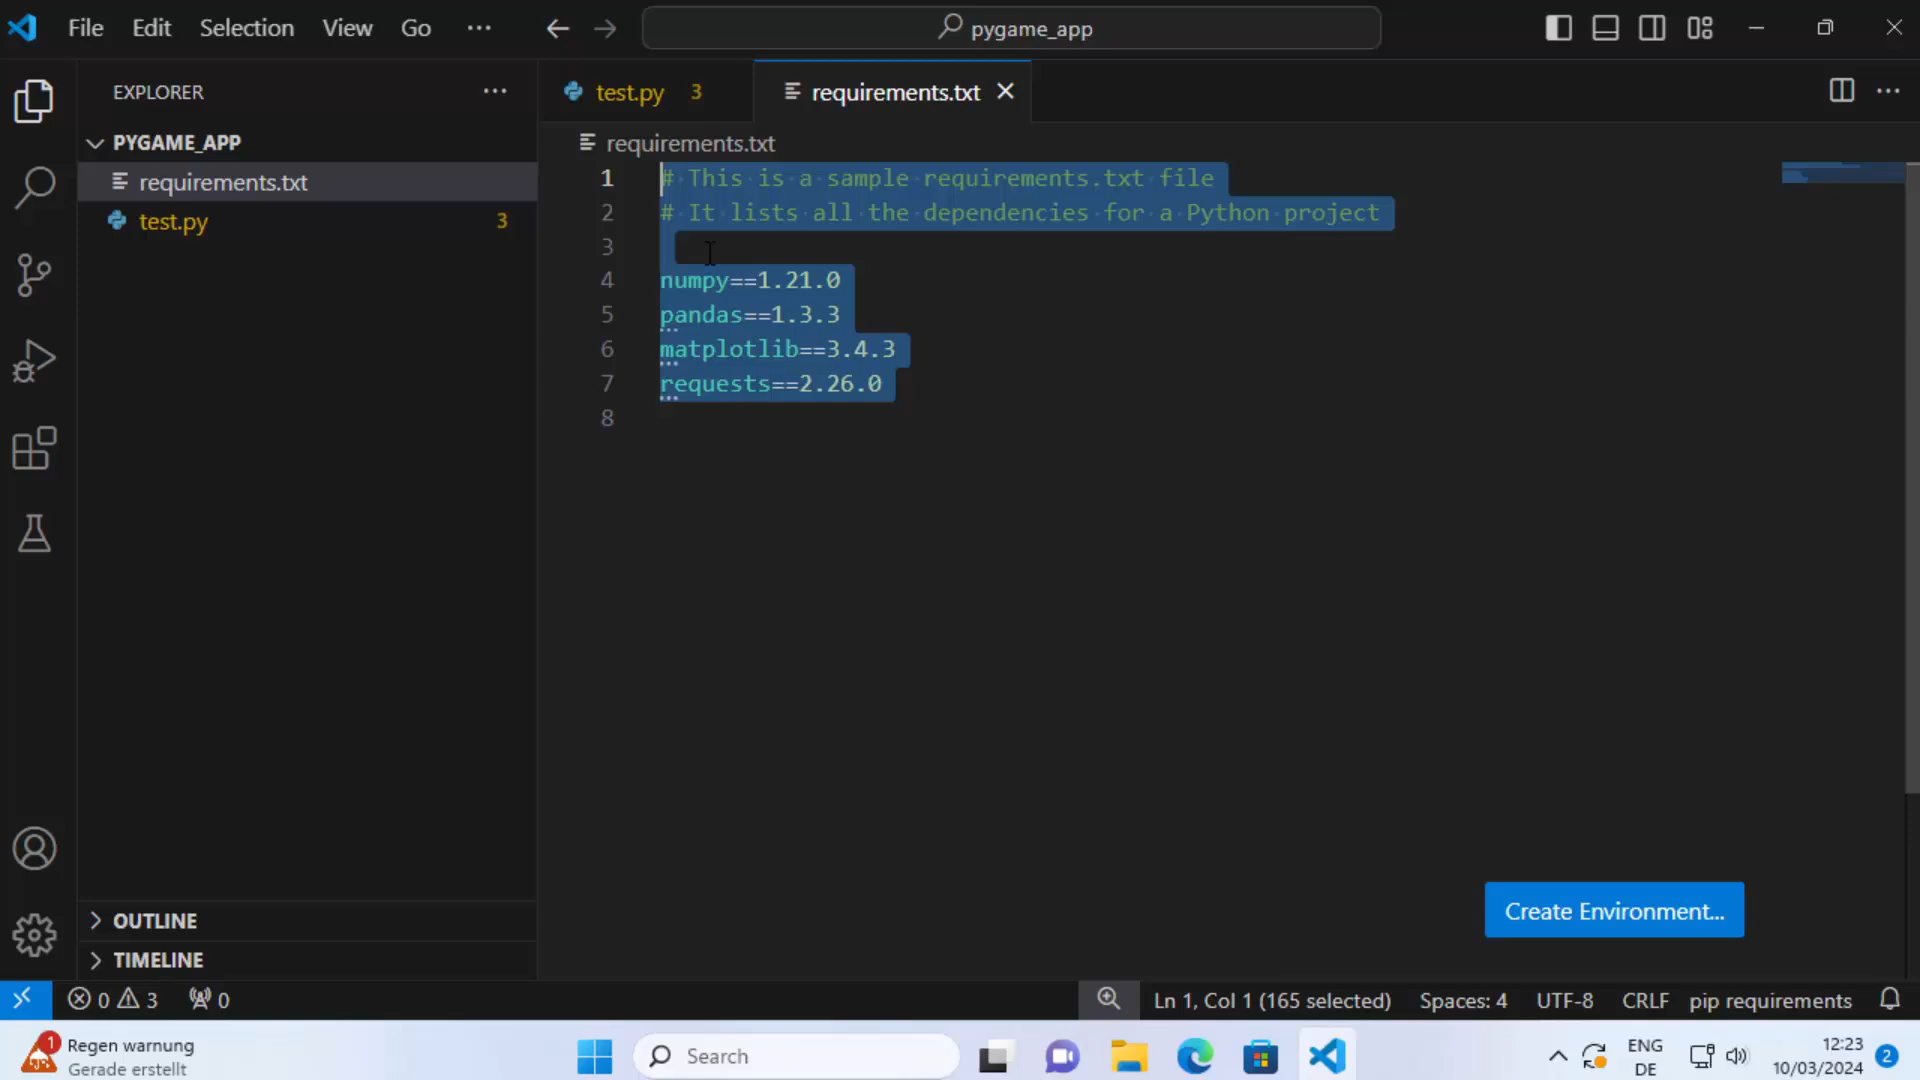 File Edit Selection View Go ···
pygame_app
EXPLORER ···
PYGAME_APP
requirements.txt
test.py 3
OUTLINE
TIMELINE
test.py 3
requirements.txt
requirements.txt
1 # This is a sample requirements.txt file
2 # It lists all the dependencies for a Python project
3
4 numpy==1.21.0
5 pandas==1.3.3
6 matplotlib==3.4.3
7 requests==2.26.0
8
Create Environment...
0 3 0
Ln 1, Col 1 (165 selected) Spaces: 4 UTF-8 CRLF pip requirements
1
Regen warnung
Gerade erstellt
Search
ENG
DE
12:23
10/03/2024
2